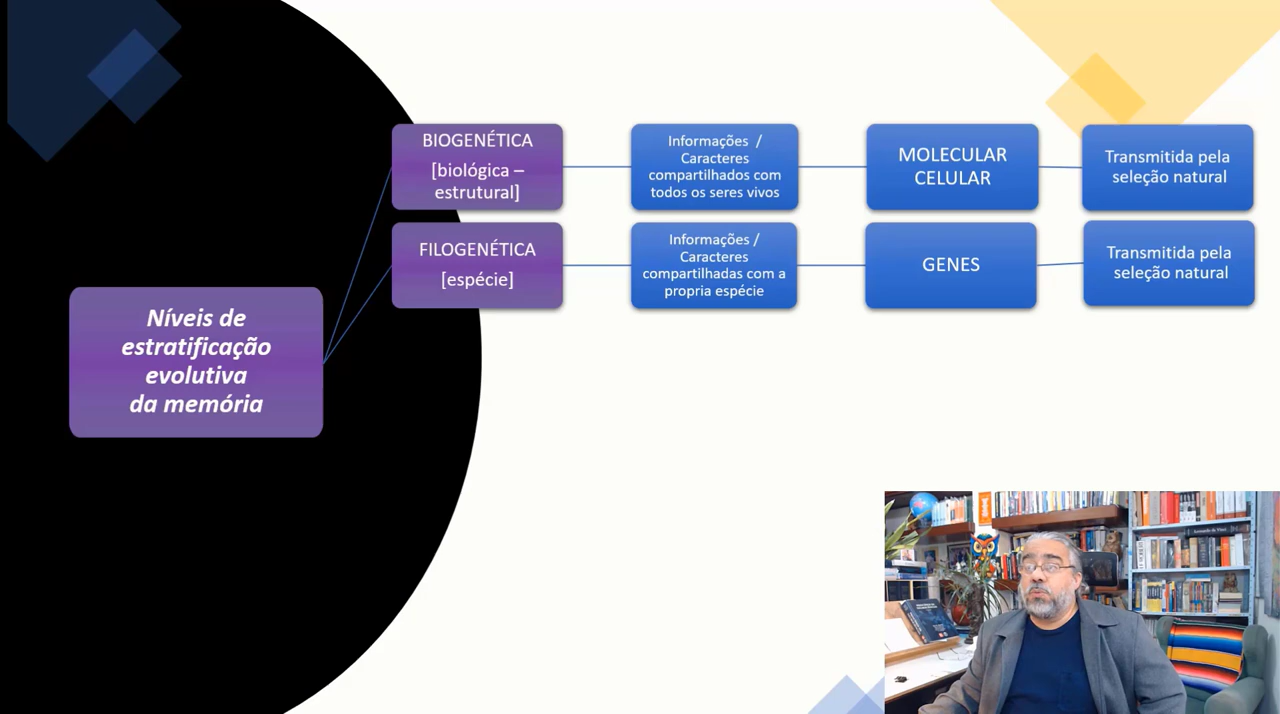 BIOGENÉTICA
[biológica –
estrutural]
Informações /
Caracteres
compartilhados com
todos os seres vivos
MOLECULAR
CELULAR
Transmitida pela
seleção natural
FILOGENÉTICA
[espécie]
Informações /
Caracteres
compartilhadas com a
propria espécie
GENES
Transmitida pela
seleção natural
Níveis de
estratificação
evolutiva
da memória